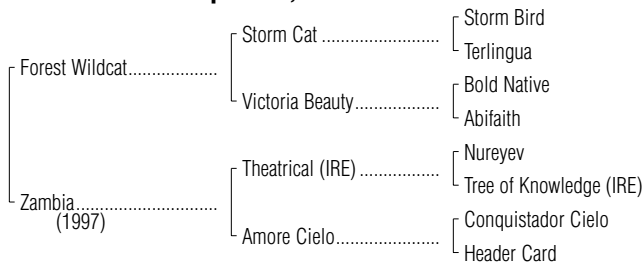 Storm Bird
Storm Cat ..............................
Terlingua
Forest Wildcat.......................
Bold Native
Victoria Beauty......................
Abifaith
Nureyev
Theatrical (IRE) ....................
Tree of Knowledge (IRE)
Zambia....................................
(1997)
Conquistador Cielo
Amore Cielo..........................
Header Card